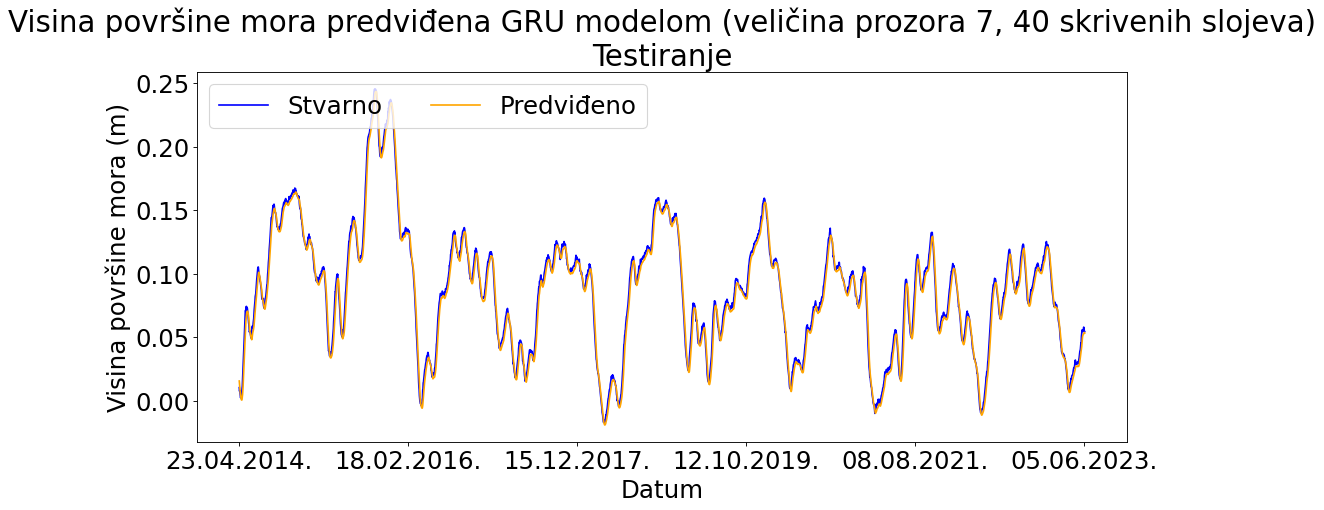 Visina površine mora predviđena GRU modelom (veličina prozora 7, 40 skrivenih slojeva)
Testiranje
Stvarno Predviđeno
Visina površine mora (m)
0.25
0.20
0.15
0.10
0.05
0.00
23.04.2014. 18.02.2016. 15.12.2017. 12.10.2019. 08.08.2021. 05.06.2023.
Datum